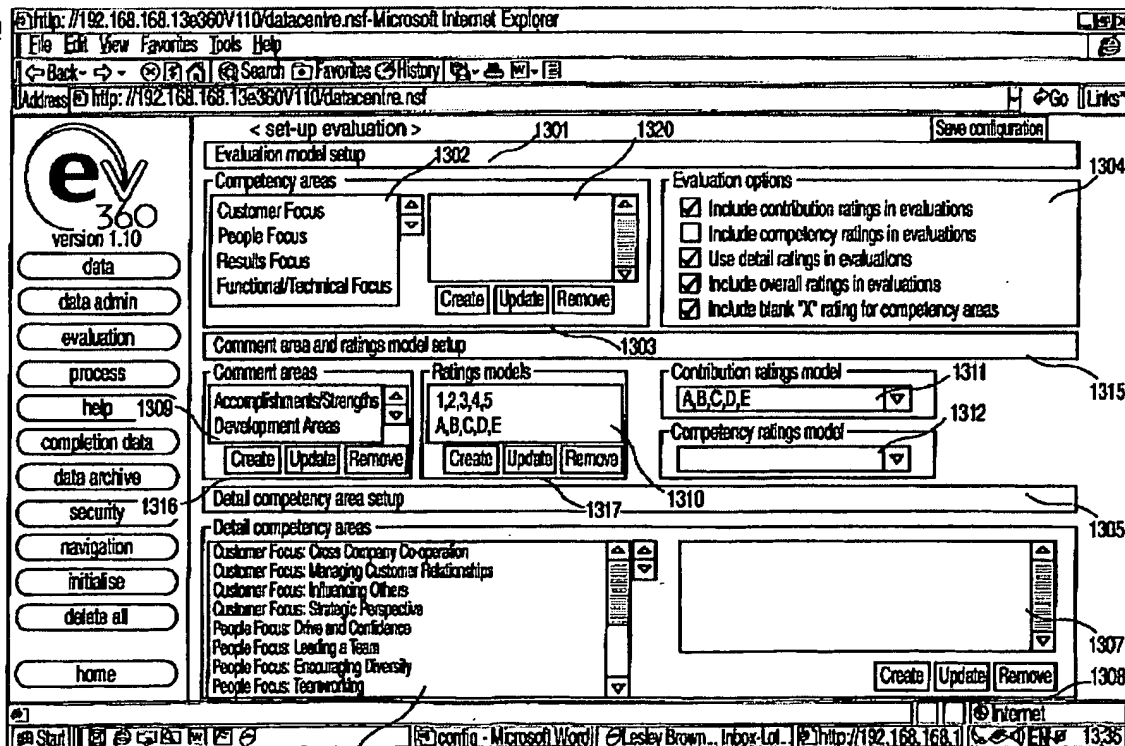 http: //192.168.168.13e360V110/datacentre.nsf-Microsoft Internet Explorer
File Edit View Favorites Tools Help
Back Search Favorites History
Address http: //192.168.168.13e360V110/datacentre.nsf Go Links
ev 360
version 1.10
data
data admin
evaluation
process
help
completion data
data archive
security
navigation
initialise
delete all
home
< set-up evaluation > 1301 1320 Save configuration
Evaluation model setup 1302
1304
Competency areas
Customer Focus
People Focus
Results Focus
Functional/Technical Focus
Create Update Remove
Evaluation options
Include contribution ratings in evaluations
Include competency ratings in evaluations
Use detail ratings in evaluations
Include overall ratings in evaluations
Include blank "X" rating for competency areas
Comment area and ratings model setup 1303
1315
Comment areas
Accomplishments/Strengths
Development Areas
Create Update Remove
1309
1316
Ratings models
1,2,3,4,5
A,B,C,D,E
Create Update Remove
1317
1310
Contribution ratings model
1311
A,B,C,D,E
1312
Competency ratings model
Detail competency area setup
1305
Detail competency areas
Customer Focus: Cross Company Co-operation
Customer Focus: Managing Customer Relationships
Customer Focus: Influencing Others
Customer Focus: Strategic Perspective
People Focus: Drive and Confidence
People Focus: Leading a Team
People Focus: Encouraging Diversity
People Focus: Teamworking
1307
Create Update Remove
1308
Internet
Start config - Microsoft Word Lesley Brown... Inbox-Lot... http://192.168.168.1 EN 13:35